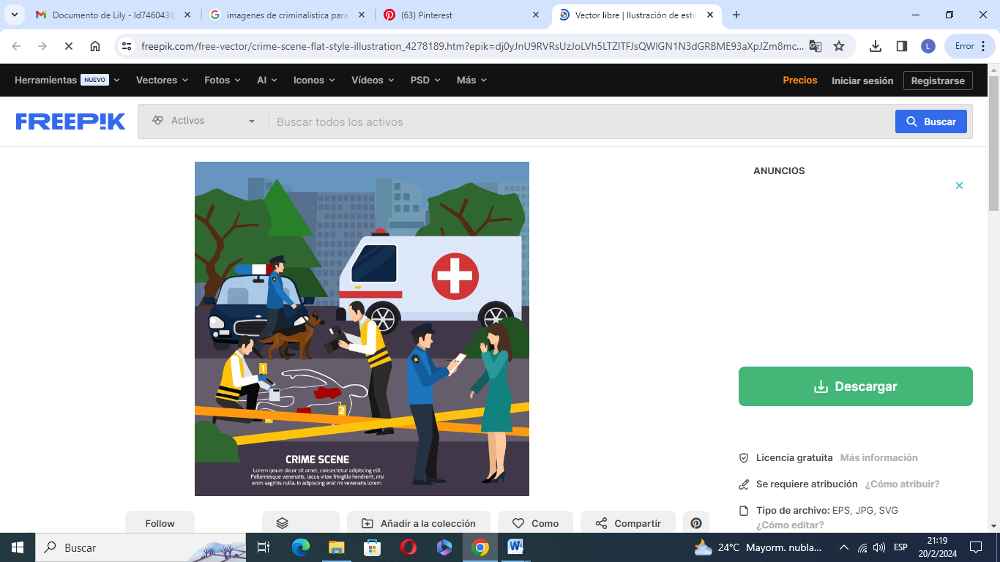 Documento de Lily - ld746043@
imagenes de criminalistica para
(63) Pinterest
Vector libre | Ilustración de estil
freepik.com/free-vector/crime-scene-flat-style-illustration_4278189.htm?epik=dj0yJnU9RVRsUzJoLVh5LTZITFJsQWlGN1N3dGRBME93aXpJZm8mc...
L
Error
Herramientas NUEVO Vectores Fotos AI Iconos Vídeos PSD Más Precios Iniciar sesión Registrarse
FREEPIK Activos Buscar todos los activos Buscar
ANUNCIOS
1
2
CRIME SCENE
Lorem ipsum dolor sit amet, consectetur adipiscing elit.
Pellentesque venenatis, lacus vitae fringilla hendrerit, nisi
enim sagittis nulla, in adipiscing erat mi venenatis lorem.
Descargar
Licencia gratuita Más información
Se requiere atribución ¿Cómo atribuir?
Tipo de archivo: EPS, JPG, SVG
¿Cómo editar?
Follow Añadir a la colección Como Compartir
Buscar
24°C Mayorm. nubla...
ESP
21:19
20/2/2024